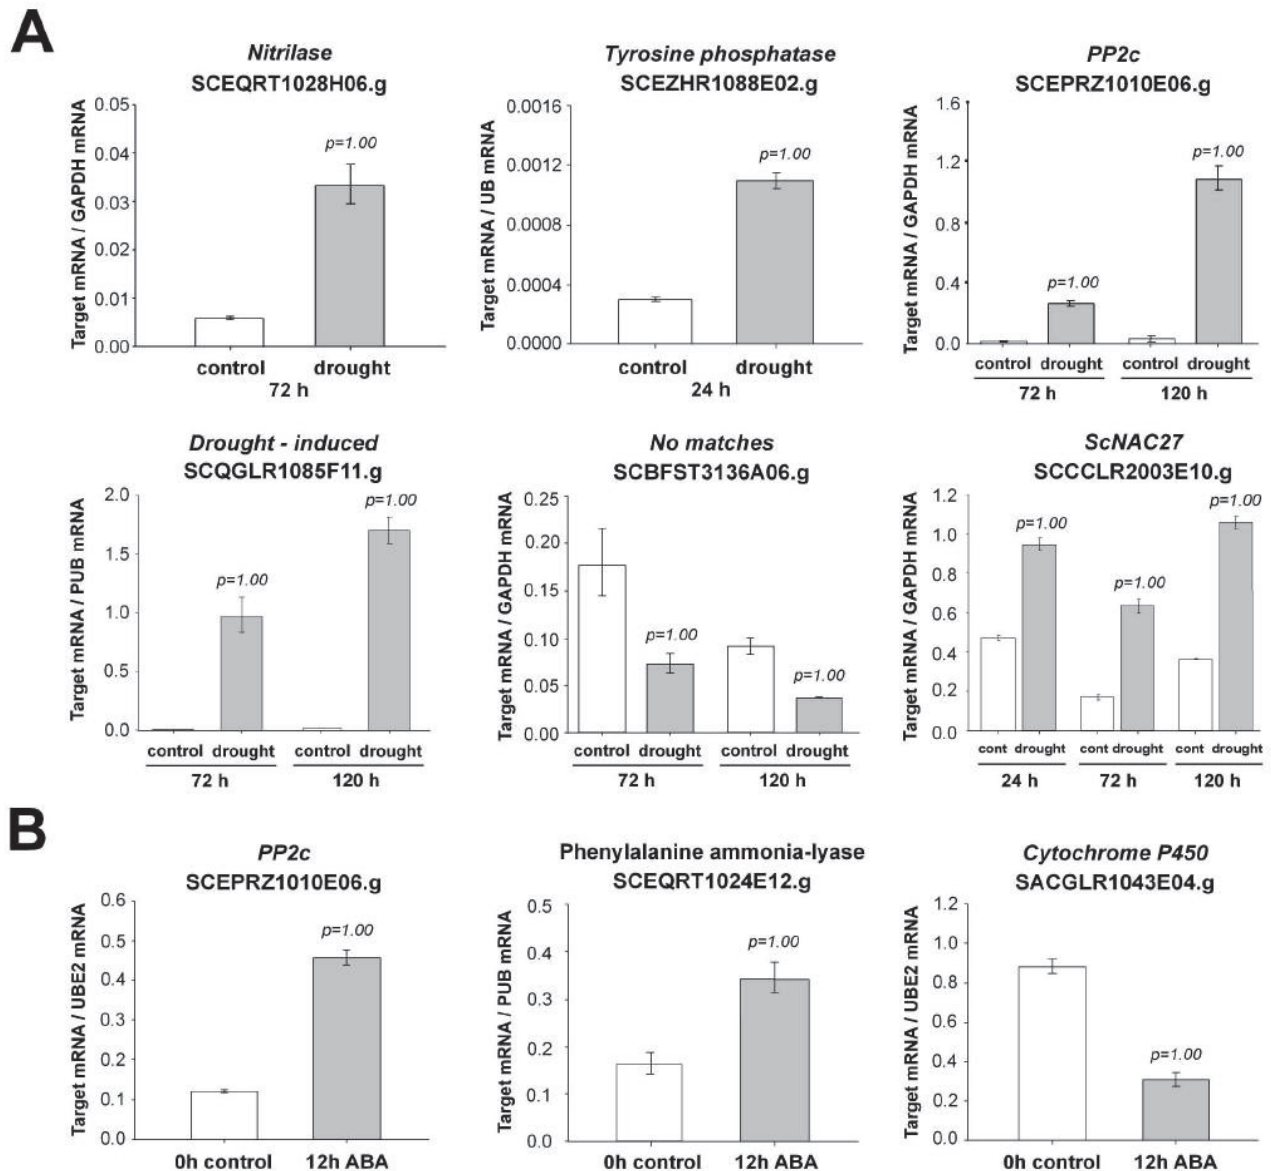 A
Nitrilase
SCEQRT1028H06.g
Target mRNA / GAPDH mRNA
0.05
0.04
0.03
0.02
0.01
0.00
p=1.00
control drought
72 h
Tyrosine phosphatase
SCEZHR1088E02.g
Target mRNA / UB mRNA
0.0016
0.0012
0.0008
0.0004
0.0000
p=1.00
control drought
24 h
PP2c
SCEPRZ1010E06.g
Target mRNA / GAPDH mRNA
1.6
1.2
0.8
0.4
0.0
p=1.00
p=1.00
control drought control drought
72 h 120 h
Drought - induced
SCQGLR1085F11.g
Target mRNA / PUB mRNA
2.0
1.5
1.0
0.5
0.0
p=1.00
p=1.00
control drought control drought
72 h 120 h
No matches
SCBFST3136A06.g
Target mRNA / GAPDH mRNA
0.25
0.20
0.15
0.10
0.05
0.00
p=1.00
p=1.00
control drought control drought
72 h 120 h
ScNAC27
SCCCLR2003E10.g
Target mRNA / GAPDH mRNA
1.2
1.0
0.8
0.6
0.4
0.2
0.0
p=1.00
p=1.00
p=1.00
cont drought cont drought cont drought
24 h 72 h 120 h
B
PP2c
SCEPRZ1010E06.g
Target mRNA / UBE2 mRNA
0.6
0.5
0.4
0.3
0.2
0.1
0.0
p=1.00
0h control 12h ABA
Phenylalanine ammonia-lyase
SCEQRT1024E12.g
Target mRNA / PUB mRNA
0.5
0.4
0.3
0.2
0.1
0.0
p=1.00
0h control 12h ABA
Cytochrome P450
SACGLR1043E04.g
Target mRNA / UBE2 mRNA
1.2
1.0
0.8
0.6
0.4
0.2
0.0
p=1.00
0h control 12h ABA